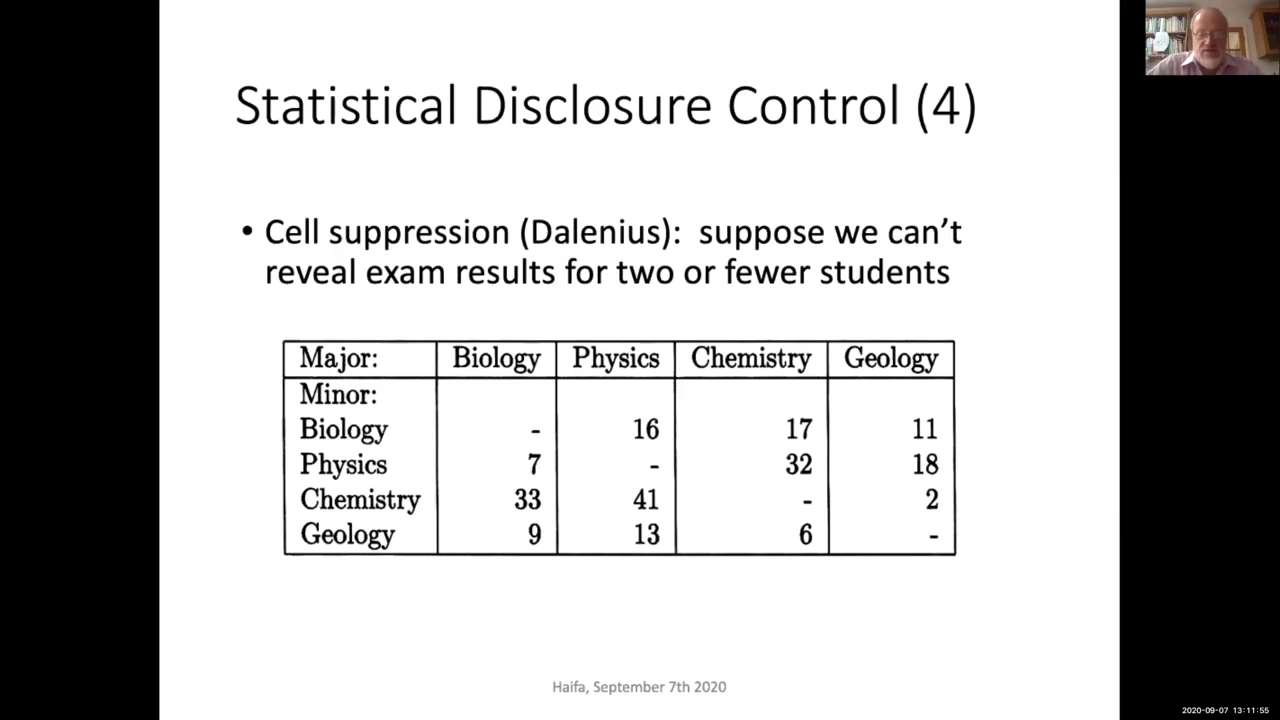 Statistical Disclosure Control (4)
• Cell suppression (Dalenius): suppose we can't
reveal exam results for two or fewer students
Major: Biology Physics Chemistry Geology
Minor:
Biology - 16 17 11
Physics 7 - 32 18
Chemistry 33 41 - 2
Geology 9 13 6 -
Haifa, September 7th 2020
2020-09-07 13:11:55